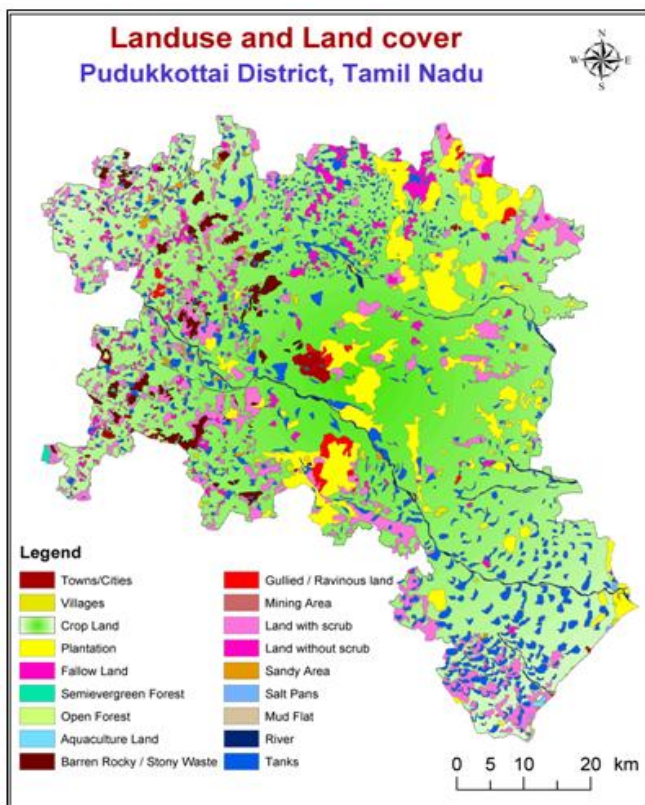 Landuse and Land cover
Pudukkottai District, Tamil Nadu
N
W E
S
Legend
Towns/Cities
Villages
Crop Land
Plantation
Fallow Land
Semievergreen Forest
Open Forest
Aquaculture Land
Barren Rocky / Stony Waste
Gullied / Ravinous land
Mining Area
Land with scrub
Land without scrub
Sandy Area
Salt Pans
Mud Flat
River
Tanks
0 5 10 20 km